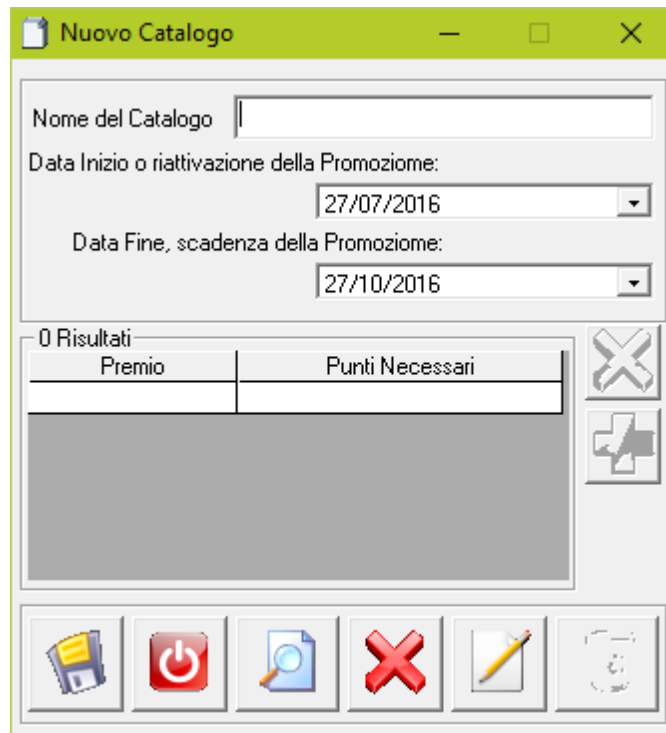 Nuovo Catalogo
Nome del Catalogo
Data Inizio o riattivazione della Promoziome:
27/07/2016
Data Fine, scadenza della Promoziome:
27/10/2016
0 Risultati
Premio Punti Necessari